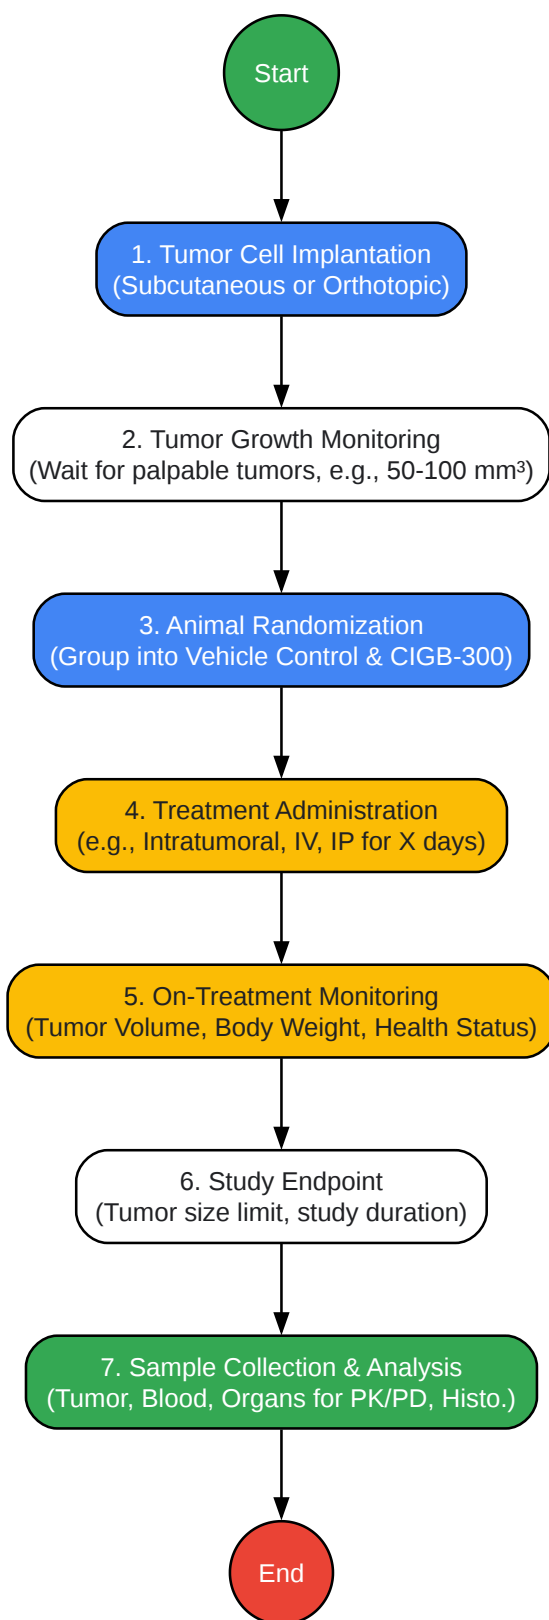 Start
1. Tumor Cell Implantation
(Subcutaneous or Orthotopic)
2. Tumor Growth Monitoring
(Wait for palpable tumors, e.g., 50-100 mm³)
3. Animal Randomization
(Group into Vehicle Control & CIGB-300)
4. Treatment Administration
(e.g., Intratumoral, IV, IP for X days)
5. On-Treatment Monitoring
(Tumor Volume, Body Weight, Health Status)
6. Study Endpoint
(Tumor size limit, study duration)
7. Sample Collection & Analysis
(Tumor, Blood, Organs for PK/PD, Histo.)
End